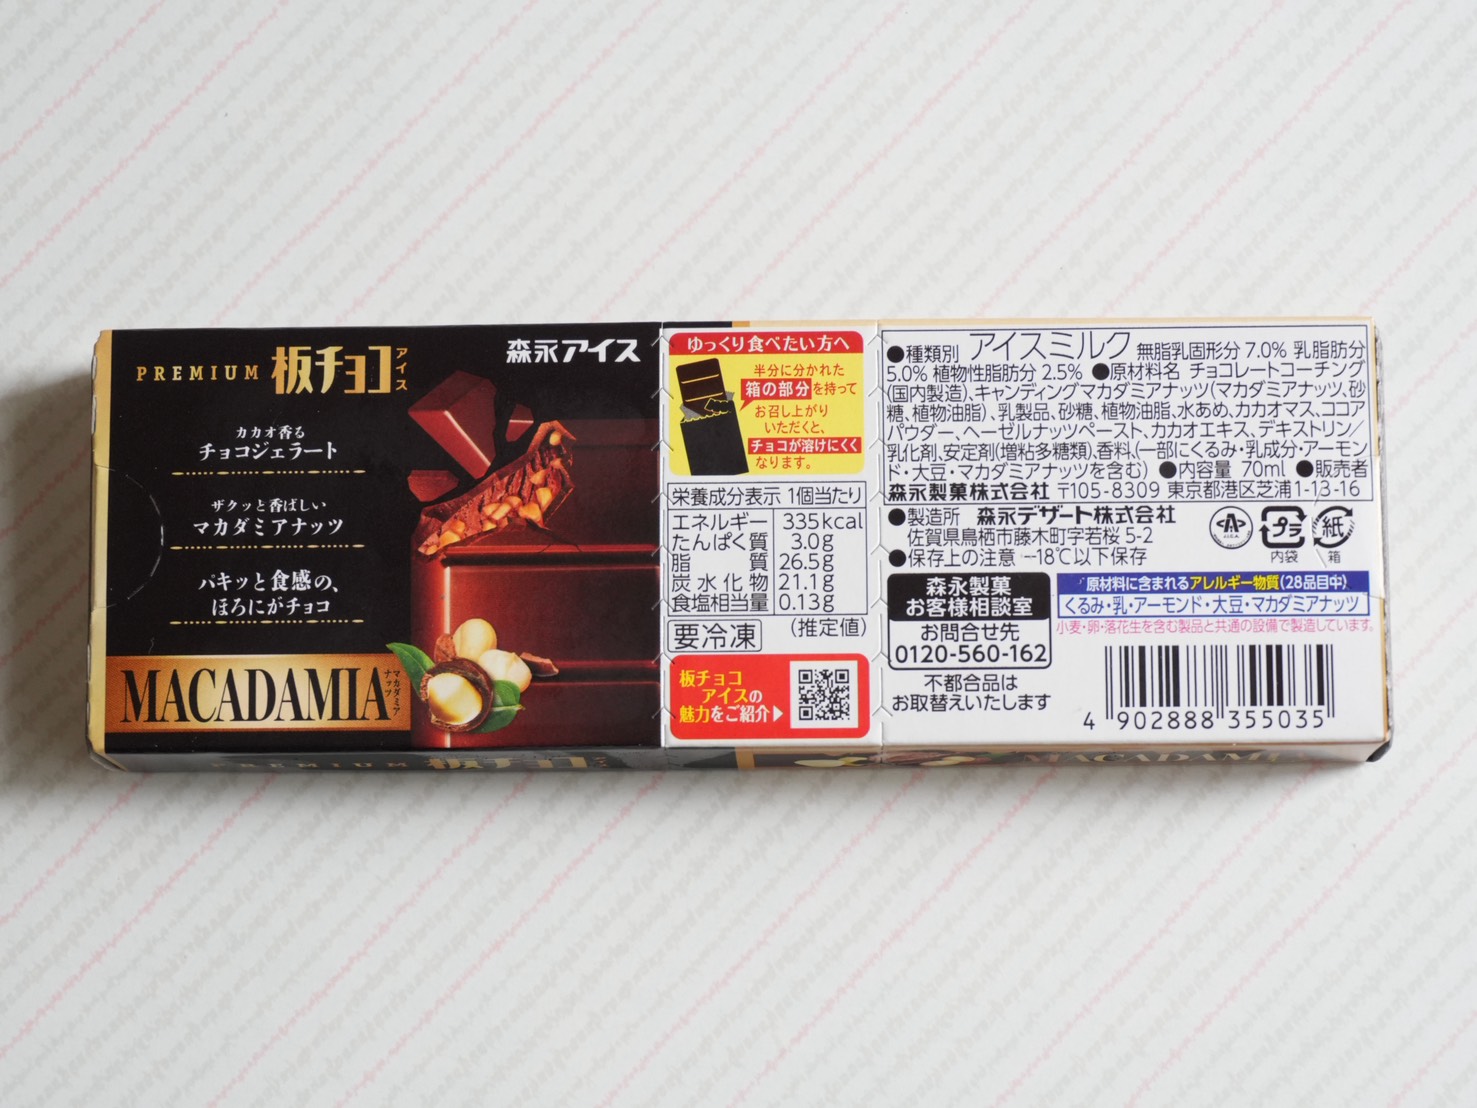 PREMIUM 板チョコアイス
森永アイス
カカオ香る
チョコジェラート
ザクッと香ばしい
マカダミアナッツ
パキッと食感の、
ほろにがチョコ
MACADAMIA マカダミアナッツ
ゆっくり食べたい方へ
半分に分かれた
箱の部分を持って
お召し上がり
いただくと、
チョコが溶けにくく
なります。
栄養成分表示 1個当たり
エネルギー 335kcal
たんぱく質 3.0g
脂質 26.5g
炭水化物 21.1g
食塩相当量 0.13g
要冷凍 (推定値)
板チョコ
アイスの
魅力をご紹介▶
●種類別 アイスミルク 無脂乳固形分 7.0% 乳脂肪分
5.0% 植物性脂肪分 2.5% ●原材料名 チョコレートコーチング
(国内製造)、キャンディングマカダミアナッツ(マカダミアナッツ、砂
糖、植物油脂)、乳製品、砂糖、植物油脂、水あめ、カカオマス、ココア
パウダー、ヘーゼルナッツペースト、カカオエキス、デキストリン/
乳化剤、安定剤(増粘多糖類)、香料、(一部にくるみ・乳成分・アーモン
ド・大豆・マカダミアナッツを含む) ●内容量 70ml ●販売者
森永製菓株式会社 〒105-8309 東京都港区芝浦1-13-16
●製造所 森永デザート株式会社
佐賀県鳥栖市藤木町字若桜 5-2
●保存上の注意 −18℃以下保存
プラ
内袋
紙
箱
森永製菓
お客様相談室
お問合せ先
0120-560-162
不都合品は
お取替えいたします
原材料に含まれるアレルギー物質(28品目中)
くるみ・乳・アーモンド・大豆・マカダミアナッツ
小麦・卵・落花生を含む製品と共通の設備で製造しています。
4 902888 355035
PREMIUM 板チョコ
MACADAMI